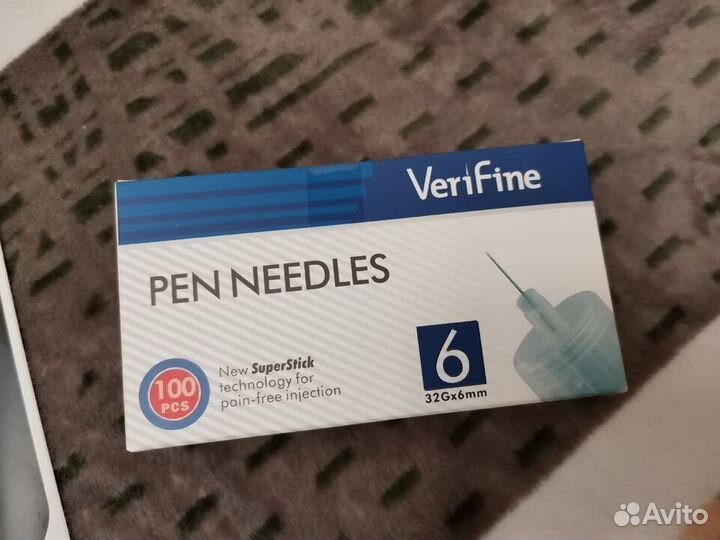 VeriFine
PEN NEEDLES
100
PCS
New SuperStick
technology for
pain-free injection
6
32Gx6mm
Avito